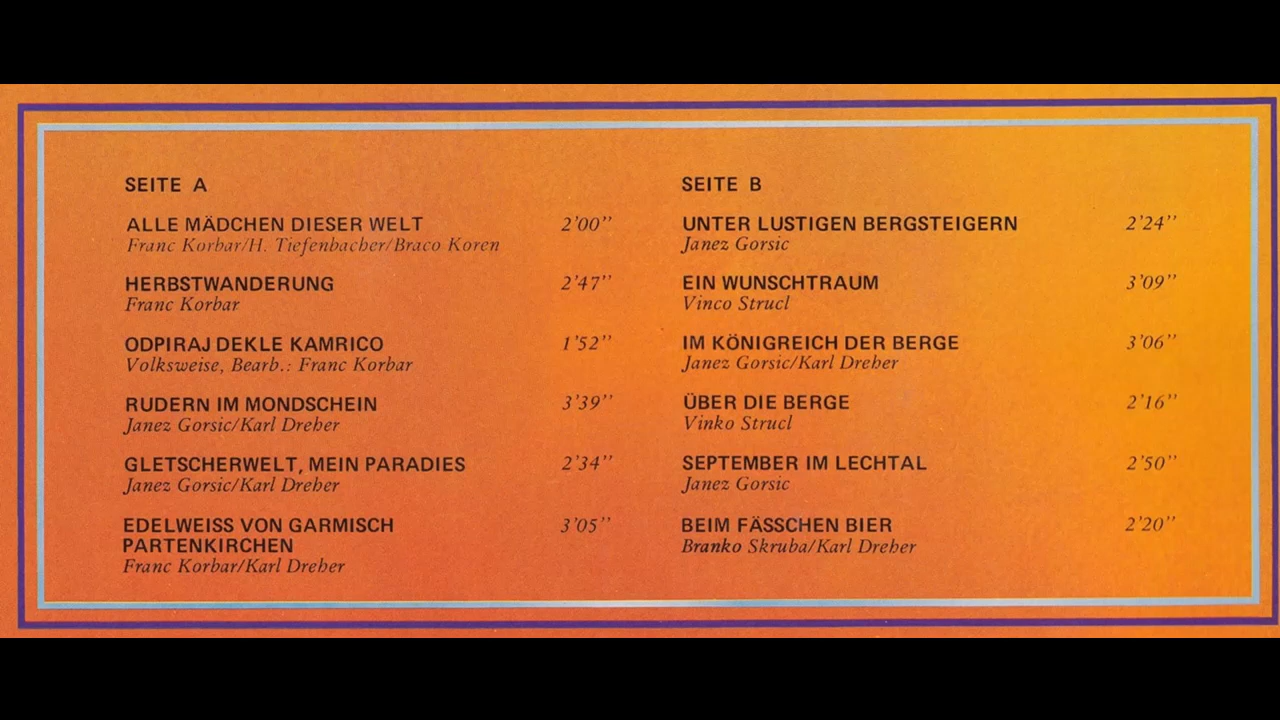 SEITE A
ALLE MÄDCHEN DIESER WELT 2'00''
Franc Korbar/H. Tiefenbacher/Braco Koren
HERBSTWANDERUNG 2'47''
Franc Korbar
ODPIRAJ DEKLE KAMRICO 1'52''
Volksweise, Bearb.: Franc Korbar
RUDERN IM MONDSCHEIN 3'39''
Janez Gorsic/Karl Dreher
GLETSCHERWELT, MEIN PARADIES 2'34''
Janez Gorsic/Karl Dreher
EDELWEISS VON GARMISCH 3'05''
PARTENKIRCHEN
Franc Korbar/Karl Dreher
SEITE B
UNTER LUSTIGEN BERGSTEIGERN 2'24''
Janez Gorsic
EIN WUNSCHTRAUM 3'09''
Vinco Strucl
IM KÖNIGREICH DER BERGE 3'06''
Janez Gorsic/Karl Dreher
ÜBER DIE BERGE 2'16''
Vinko Strucl
SEPTEMBER IM LECHTAL 2'50''
Janez Gorsic
BEIM FÄSSCHEN BIER 2'20''
Branko Skruba/Karl Dreher